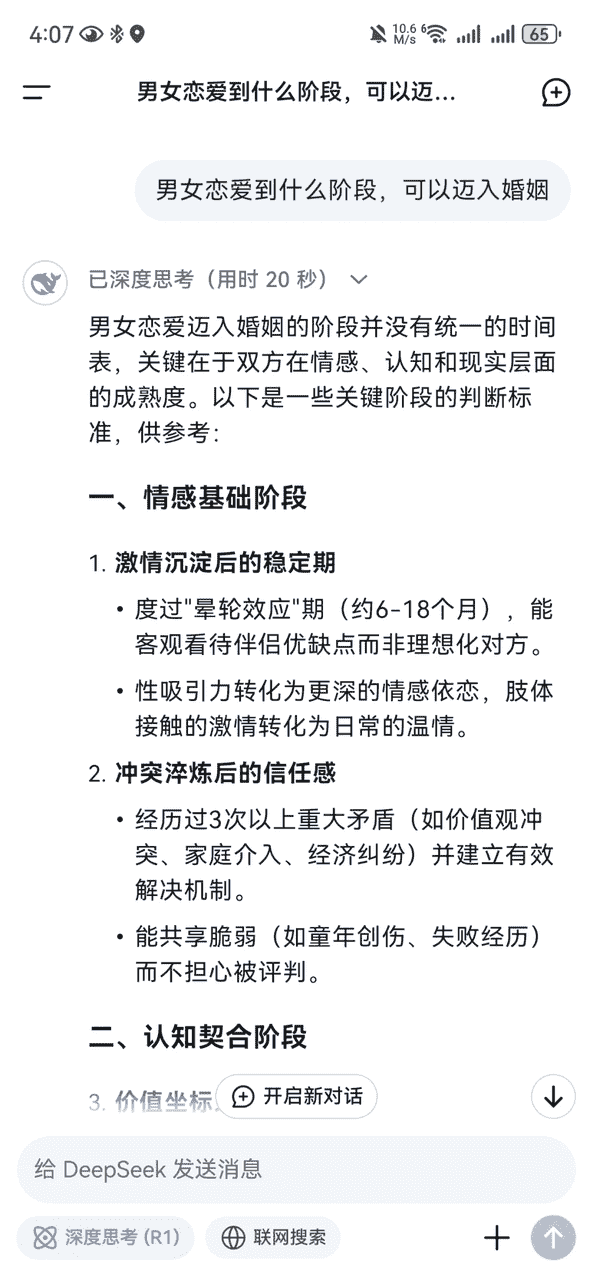 4:07
10.6 M/s
6
65
男女恋爱到什么阶段，可以迈...
男女恋爱到什么阶段，可以迈入婚姻
已深度思考（用时 20 秒）
男女恋爱迈入婚姻的阶段并没有统一的时间
表，关键在于双方在情感、认知和现实层面
的成熟度。以下是一些关键阶段的判断标
准，供参考：
一、情感基础阶段
1. 激情沉淀后的稳定期
• 度过"晕轮效应"期（约6-18个月），能
客观看待伴侣优缺点而非理想化对方。
• 性吸引力转化为更深的情感依恋，肢体
接触的激情转化为日常的温情。
2. 冲突淬炼后的信任感
• 经历过3次以上重大矛盾（如价值观冲
突、家庭介入、经济纠纷）并建立有效
解决机制。
• 能共享脆弱（如童年创伤、失败经历）
而不担心被评判。
二、认知契合阶段
3. 价值坐标
开启新对话
给 DeepSeek 发送消息
深度思考 (R1)
联网搜索